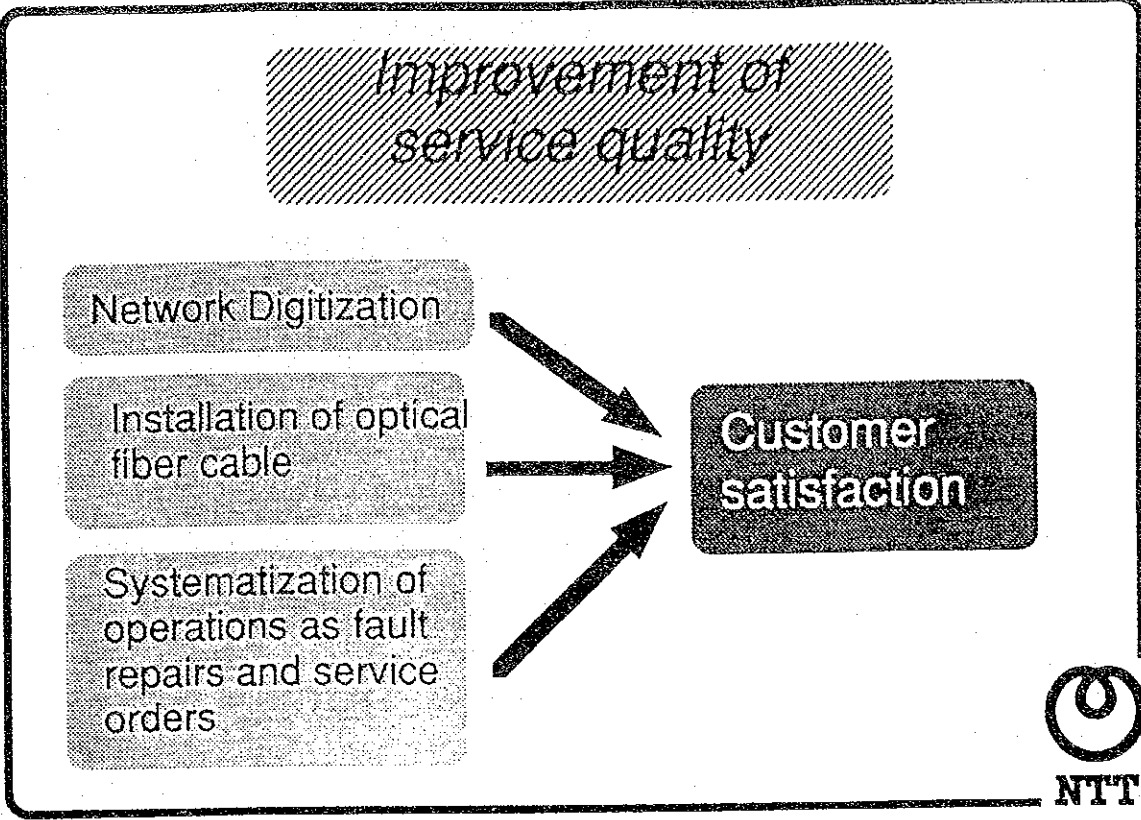 Improvement of
service quality
Network Digitization
Installation of optical
fiber cable
Systematization of
operations as fault
repairs and service
orders
Customer
satisfaction
NTT